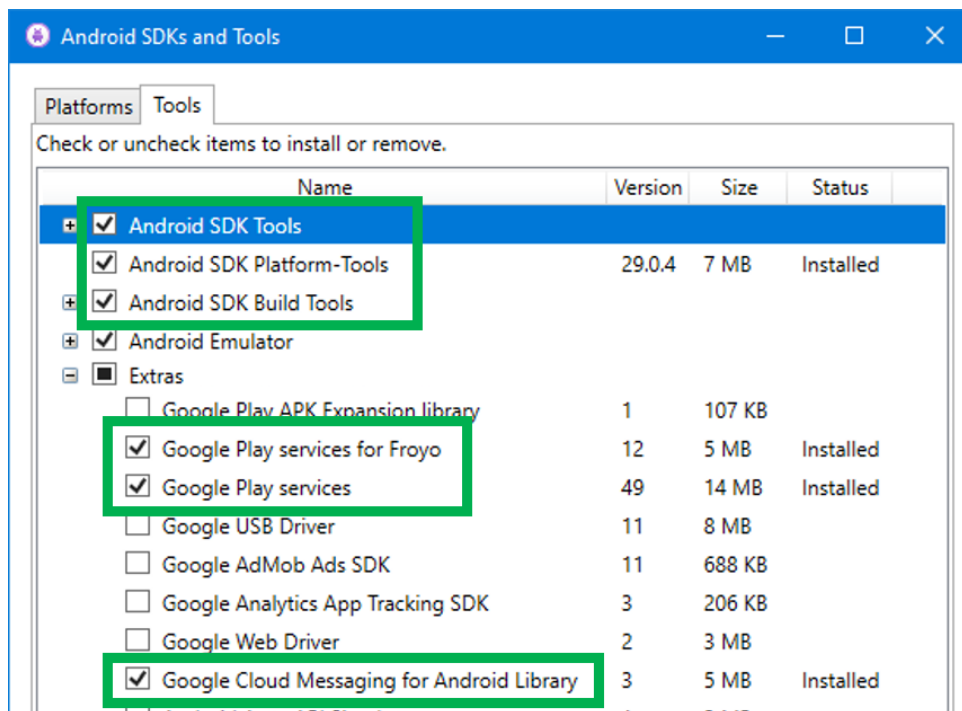 Android SDKs and Tools
Platforms Tools
Check or uncheck items to install or remove.
Name Version Size Status
Android SDK Tools
Android SDK Platform-Tools 29.0.4 7 MB Installed
Android SDK Build Tools
Android Emulator
Extras
Google Play APK Expansion library 1 107 KB
Google Play services for Froyo 12 5 MB Installed
Google Play services 49 14 MB Installed
Google USB Driver 11 8 MB
Google AdMob Ads SDK 11 688 KB
Google Analytics App Tracking SDK 3 206 KB
Google Web Driver 2 3 MB
Google Cloud Messaging for Android Library 3 5 MB Installed